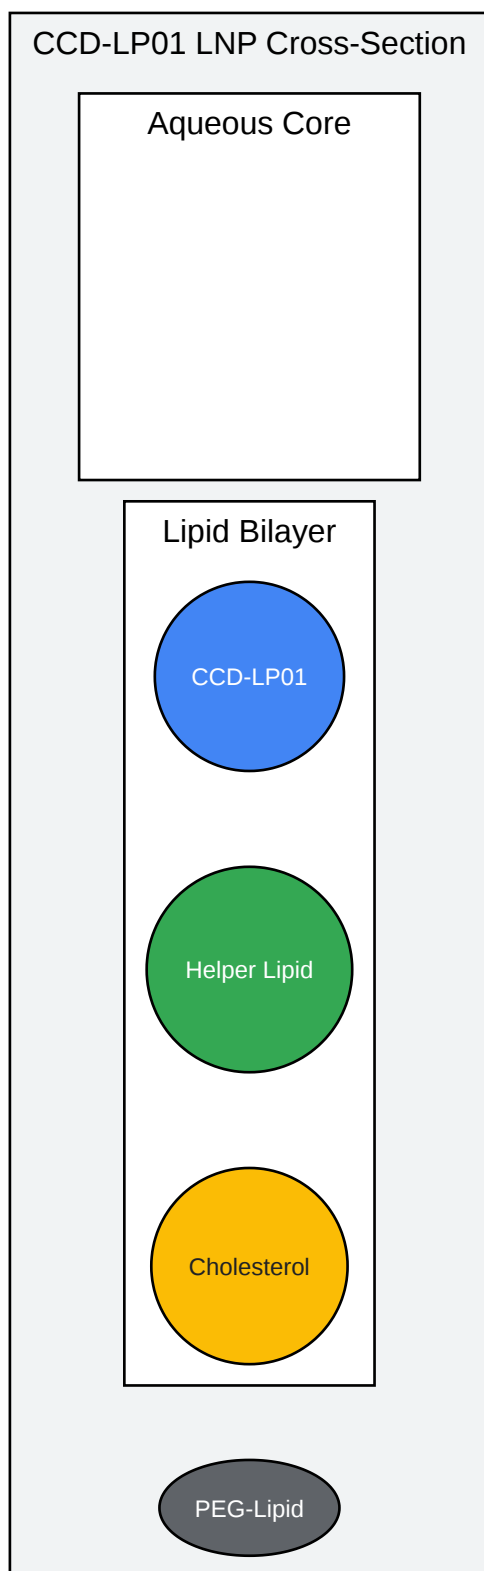 CCD-LP01 LNP Cross-Section
Aqueous Core
Lipid Bilayer
CCD-LP01
Helper Lipid
Cholesterol
PEG-Lipid